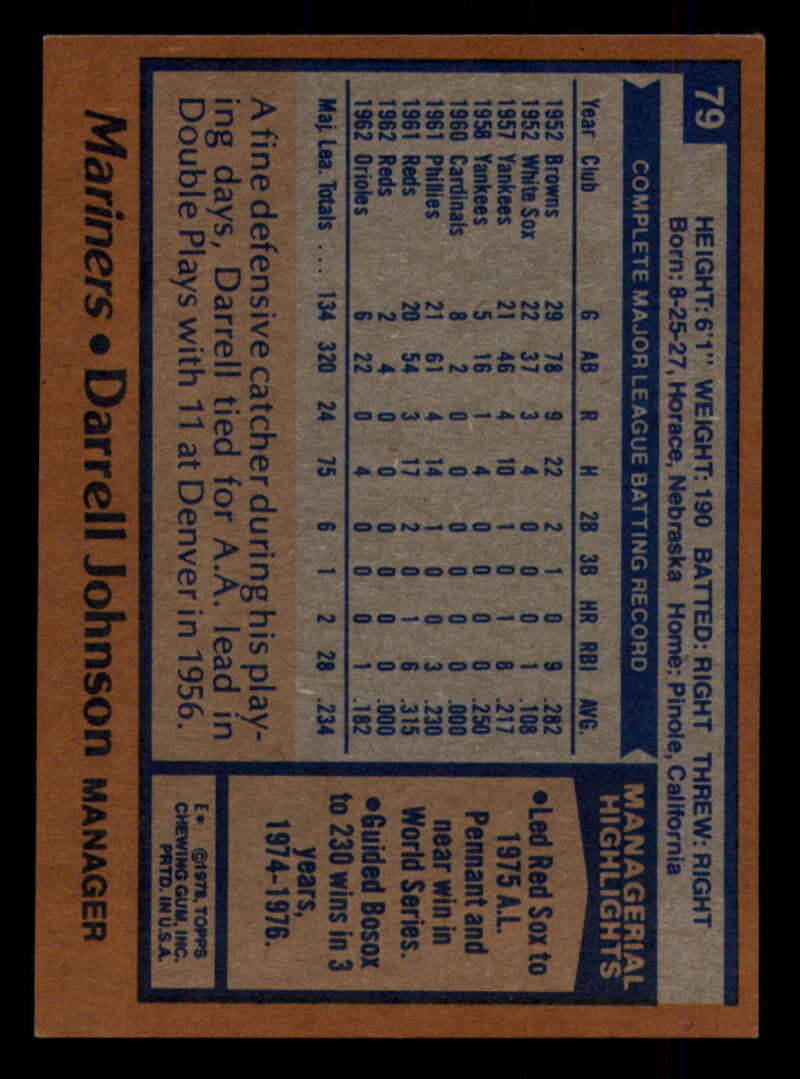 79
HEIGHT: 6'1" WEIGHT: 190 BATTED: RIGHT THREW: RIGHT
Born: 8-25-27, Horace, Nebraska Home: Pinole, California
COMPLETE MAJOR LEAGUE BATTING RECORD
Year Club G AB R H 2B 3B HR RBI AVG.
1952 Browns 29 78 9 22 2 1 0 9 .282
1952 White Sox 22 37 3 4 0 0 0 1 .108
1957 Yankees 21 46 4 10 1 0 1 8 .217
1958 Yankees 5 16 1 4 0 0 0 0 .250
1960 Cardinals 8 2 0 0 0 0 0 0 .000
1961 Phillies 21 61 4 14 1 0 0 3 .230
1961 Reds 20 54 3 17 2 0 1 6 .315
1962 Reds 2 4 0 0 0 0 0 0 .000
1962 Orioles 6 22 0 4 0 0 0 1 .182
Maj. Lea. Totals .... 134 320 24 75 6 1 2 28 .234
A fine defensive catcher during his play-
ing days, Darrell tied for A.A. lead in
Double Plays with 11 at Denver in 1956.
MANAGERIAL
HIGHLIGHTS
•Led Red Sox to
1975 A.L.
Pennant and
near win in
World Series.
•Guided Bosox
to 230 wins in 3
years,
1974-1976.
E* ©1978, TOPPS
CHEWING GUM, INC.
PRTD. IN U.S.A.
Mariners • Darrell Johnson MANAGER